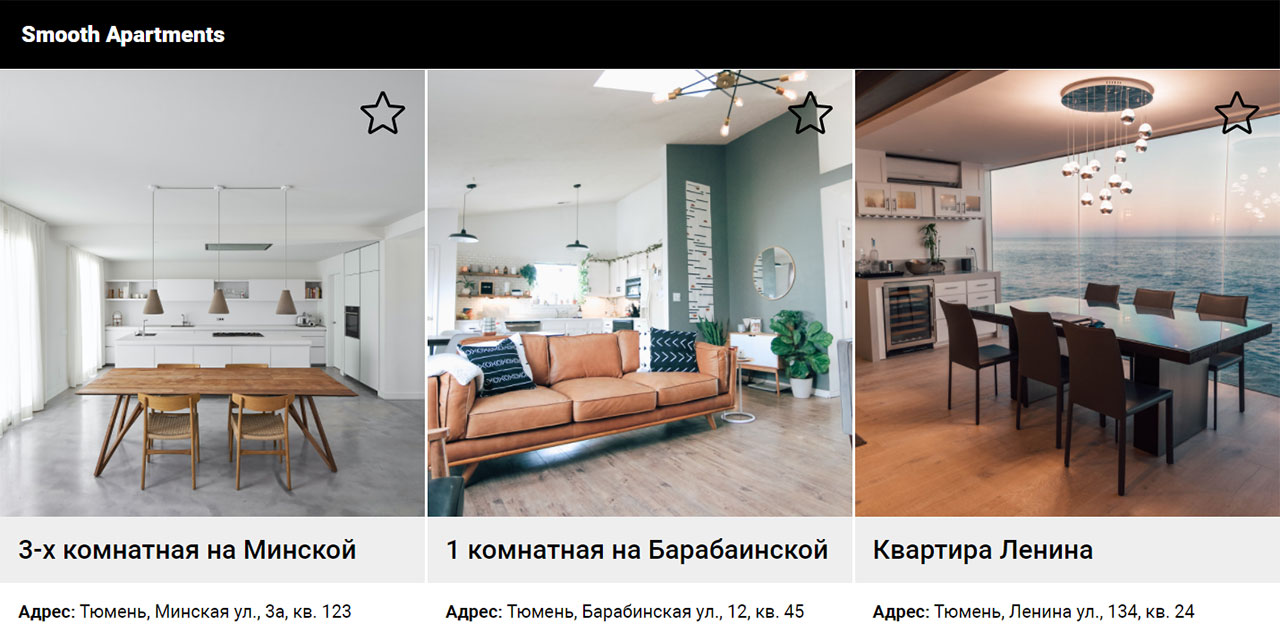 Smooth Apartments
3-х комнатная на Минской
1 комнатная на Барабаинской
Квартира Ленина
Адрес: Тюмень, Минская ул., 3а, кв. 123
Адрес: Тюмень, Барабинская ул., 12, кв. 45
Адрес: Тюмень, Ленина ул., 134, кв. 24